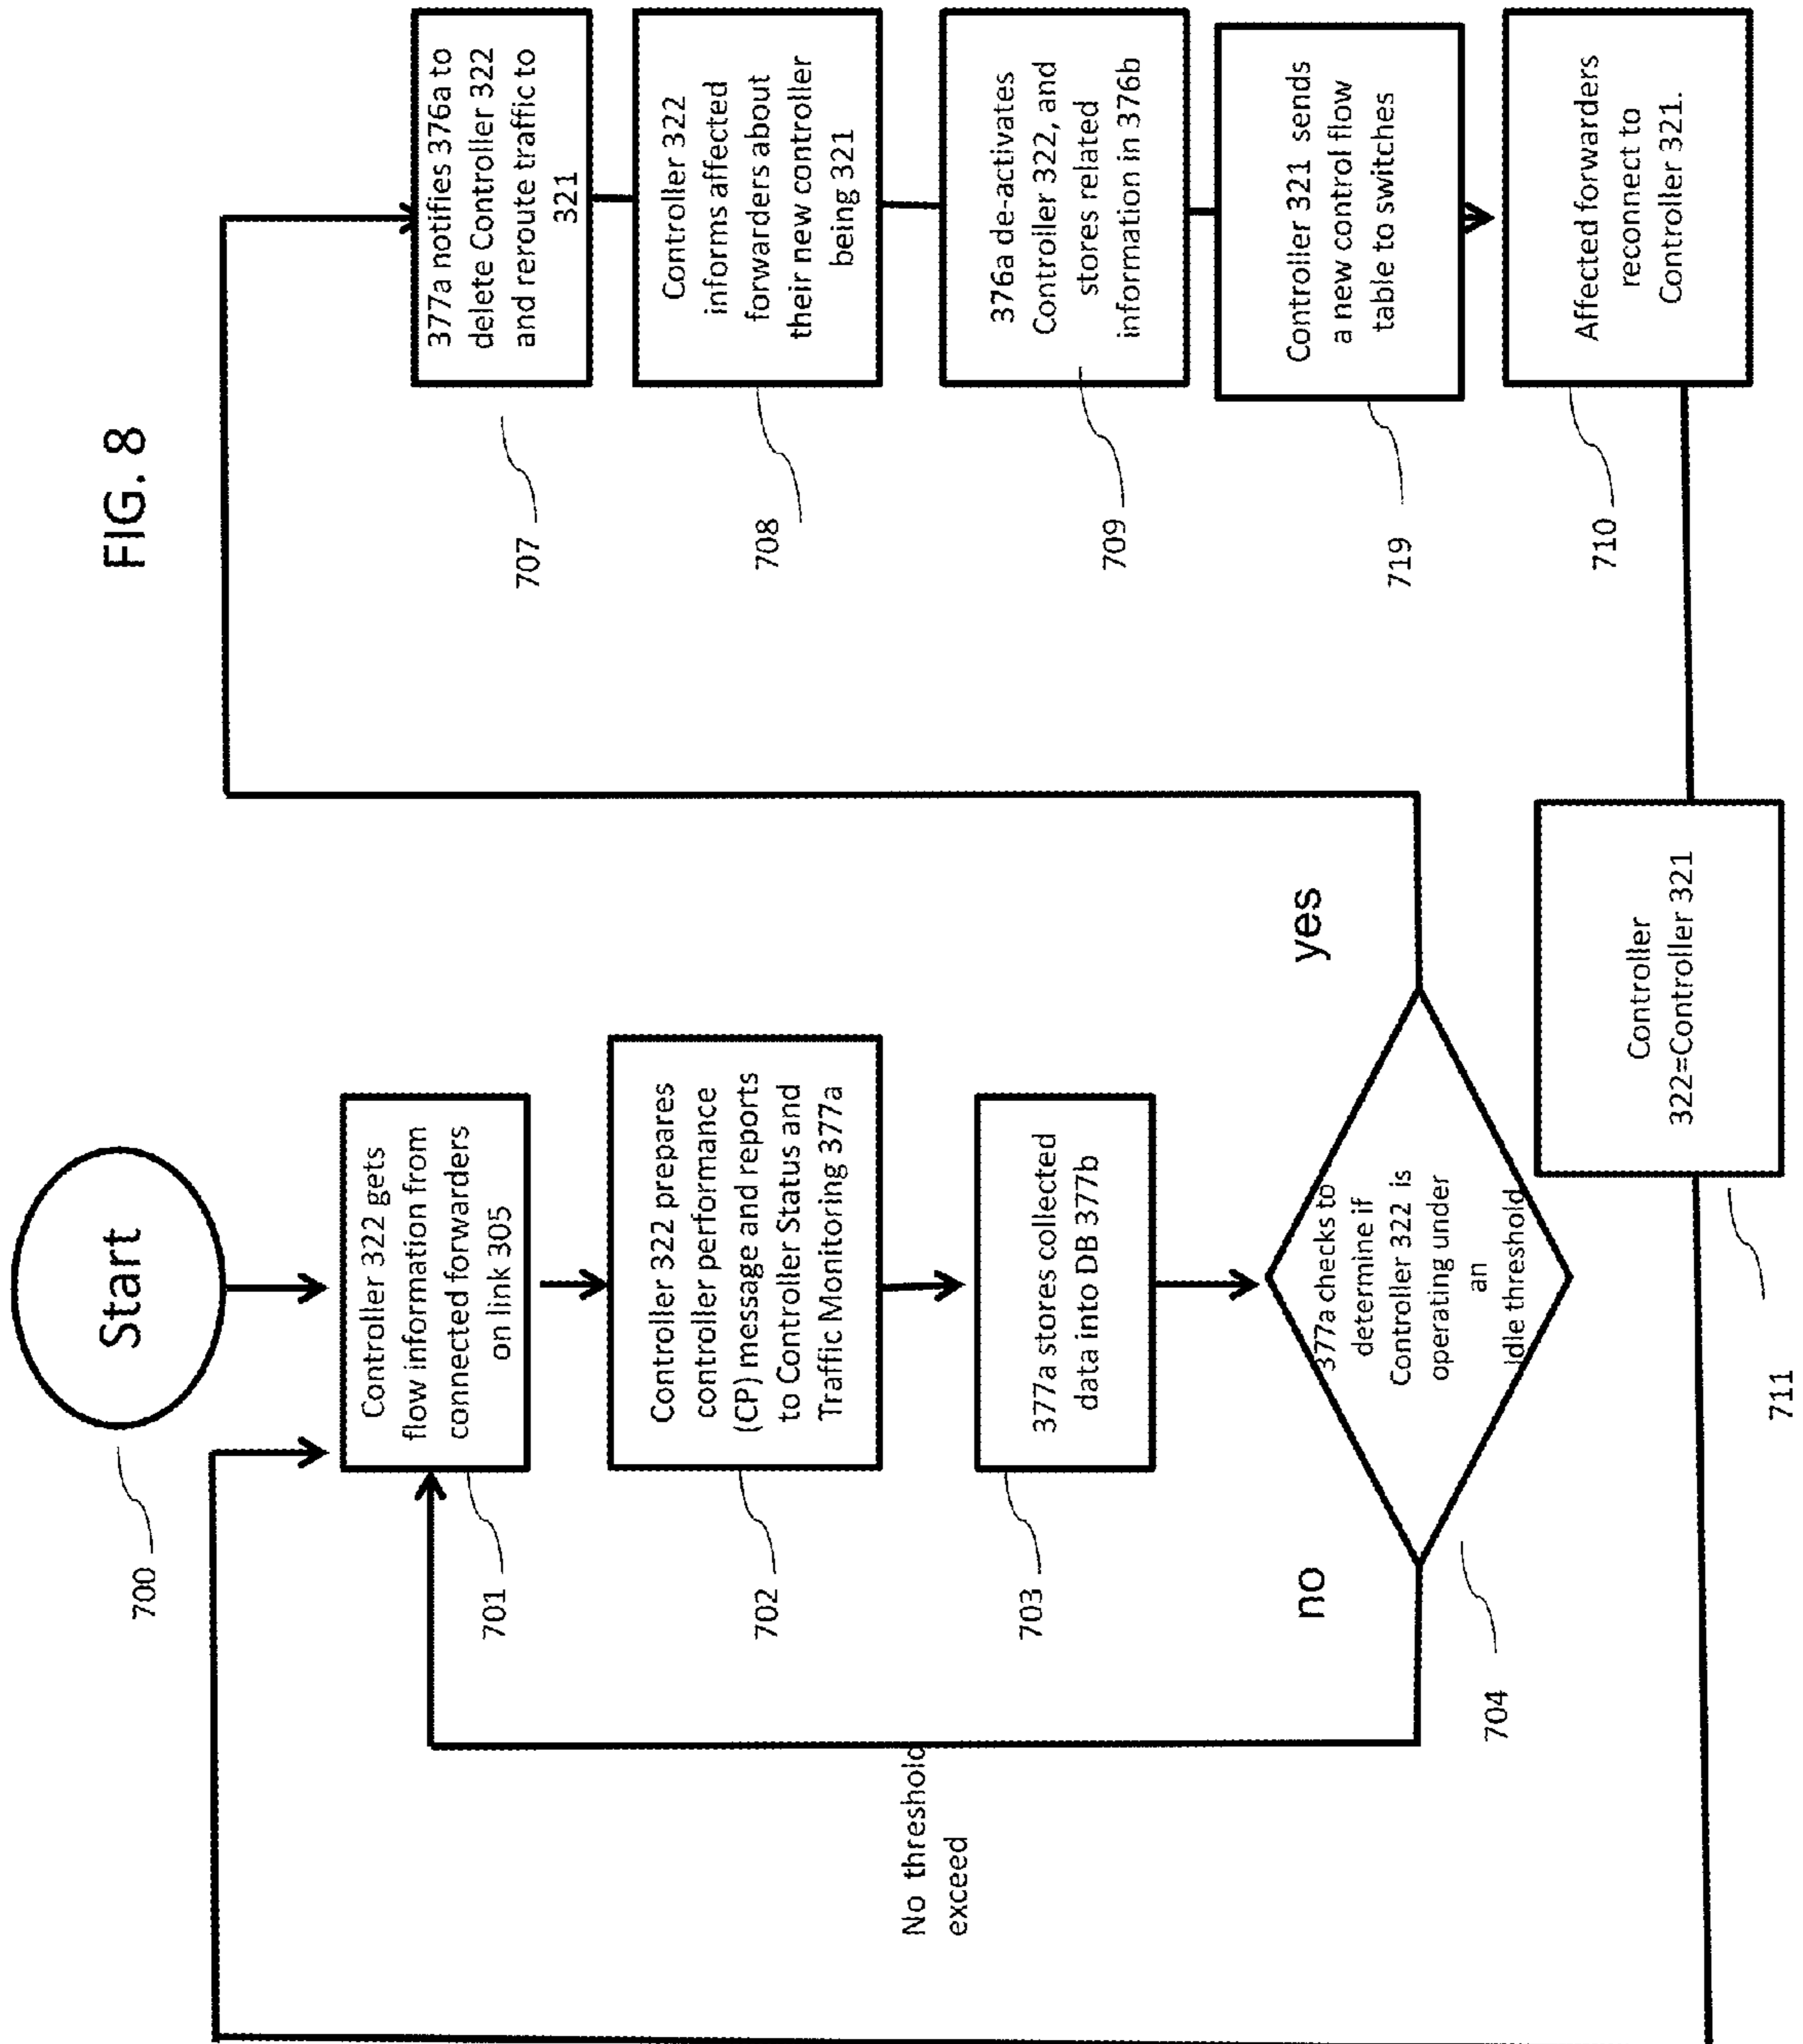 FIG. 8
Start
700
Controller 322 gets
flow information from
connected forwarders
on link 305
701
Controller 322 prepares
controller performance
(CP) message and reports
to Controller Status and
Traffic Monitoring 377a
702
377a stores collected
data into DB 377b
703
377a checks to
determine if
Controller 322 is
operating under
an
Idle threshold
704
no
yes
No threshold
exceed
377a notifies 376a to
delete Controller 322
and reroute traffic to
321
707
Controller 322
informs affected
forwarders about
their new controller
being 321
708
376a de-activates
Controller 322, and
stores related
information in 376b
709
Controller 321 sends
a new control flow
table to switches
719
Affected forwarders
reconnect to
Controller 321.
710
Controller
322=Controller 321
711